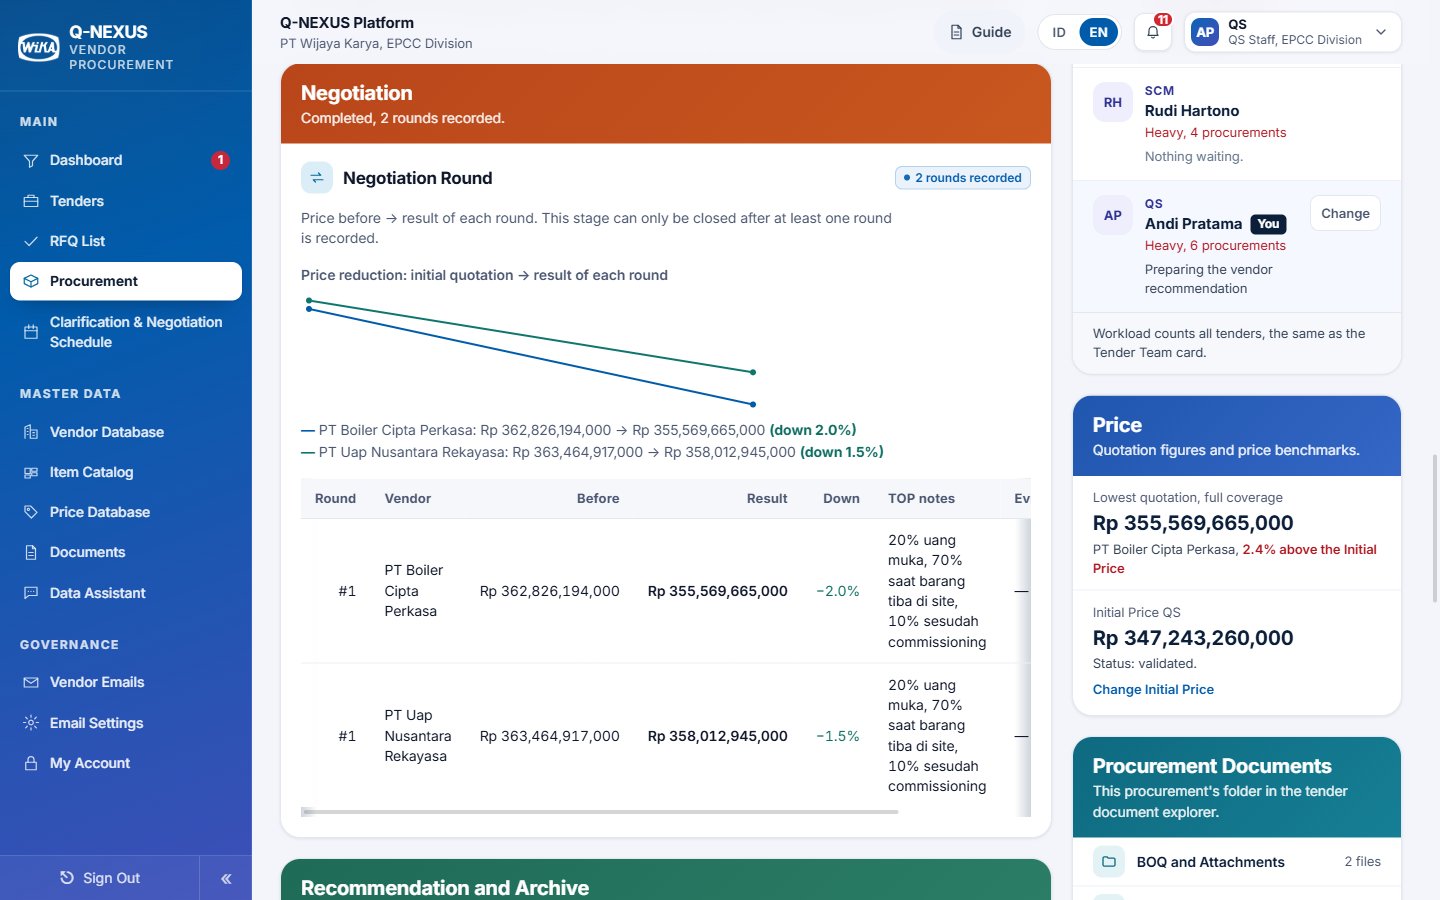 WIKA
Q-NEXUS
VENDOR
PROCUREMENT
MAIN
Dashboard
1
Tenders
RFQ List
Procurement
Clarification & Negotiation
Schedule
MASTER DATA
Vendor Database
Item Catalog
Price Database
Documents
Data Assistant
GOVERNANCE
Vendor Emails
Email Settings
My Account
Sign Out
«
Q-NEXUS Platform
PT Wijaya Karya, EPCC Division
Guide
ID
EN
11
AP
QS
QS Staff, EPCC Division
Negotiation
Completed, 2 rounds recorded.
Negotiation Round
2 rounds recorded
Price before → result of each round. This stage can only be closed after at least one round
is recorded.
Price reduction: initial quotation → result of each round
— PT Boiler Cipta Perkasa: Rp 362,826,194,000 → Rp 355,569,665,000 (down 2.0%)
— PT Uap Nusantara Rekayasa: Rp 363,464,917,000 → Rp 358,012,945,000 (down 1.5%)
Round Vendor Before Result Down TOP notes Ev
#1
PT Boiler
Cipta
Perkasa
Rp 362,826,194,000
Rp 355,569,665,000
−2.0%
20% uang
muka, 70%
saat barang
tiba di site,
10% sesudah
commissioning
—
#1
PT Uap
Nusantara
Rekayasa
Rp 363,464,917,000
Rp 358,012,945,000
−1.5%
20% uang
muka, 70%
saat barang
tiba di site,
10% sesudah
commissioning
—
Recommendation and Archive
RH
SCM
Rudi Hartono
Heavy, 4 procurements
Nothing waiting.
AP
QS
Andi Pratama You
Heavy, 6 procurements
Preparing the vendor
recommendation
Change
Workload counts all tenders, the same as the
Tender Team card.
Price
Quotation figures and price benchmarks.
Lowest quotation, full coverage
Rp 355,569,665,000
PT Boiler Cipta Perkasa, 2.4% above the Initial
Price
Initial Price QS
Rp 347,243,260,000
Status: validated.
Change Initial Price
Procurement Documents
This procurement's folder in the tender
document explorer.
BOQ and Attachments
2 files